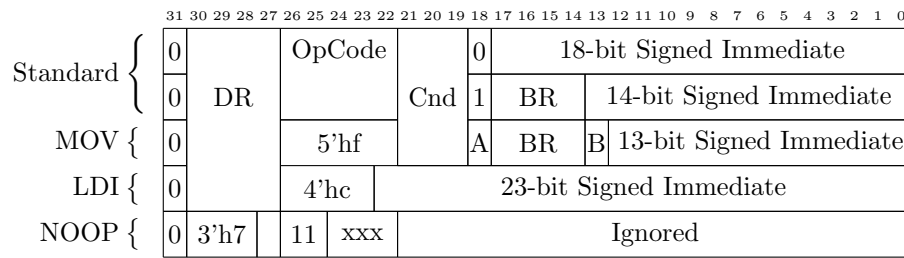 31 30 29 28 27 26 25 24 23 22 21 20 19 18 17 16 15 14 13 12 11 10 9 8 7 6 5 4 3 2 1 0
Standard { 0 DR OpCode Cnd 0 18-bit Signed Immediate
0 1 BR 14-bit Signed Immediate
MOV { 0 5'hf A BR B 13-bit Signed Immediate
LDI { 0 4'hc 23-bit Signed Immediate
NOOP { 0 3'h7 11 xxx Ignored